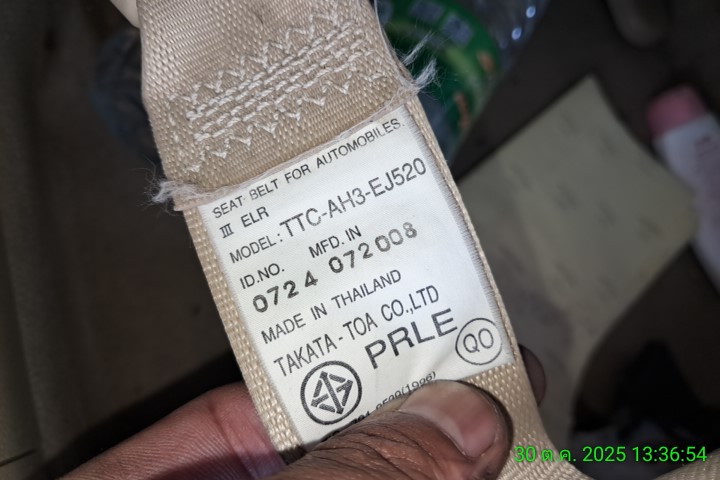 SEAT BELT FOR AUTOMOBILES.
III ELR
MODEL: TTC-AH3-EJ520
ID.NO. MFD. IN
0724 072008
MADE IN THAILAND
TAKATA-TOA CO.,LTD
PRLE QO
30 ต.ค. 2025 13:36:54